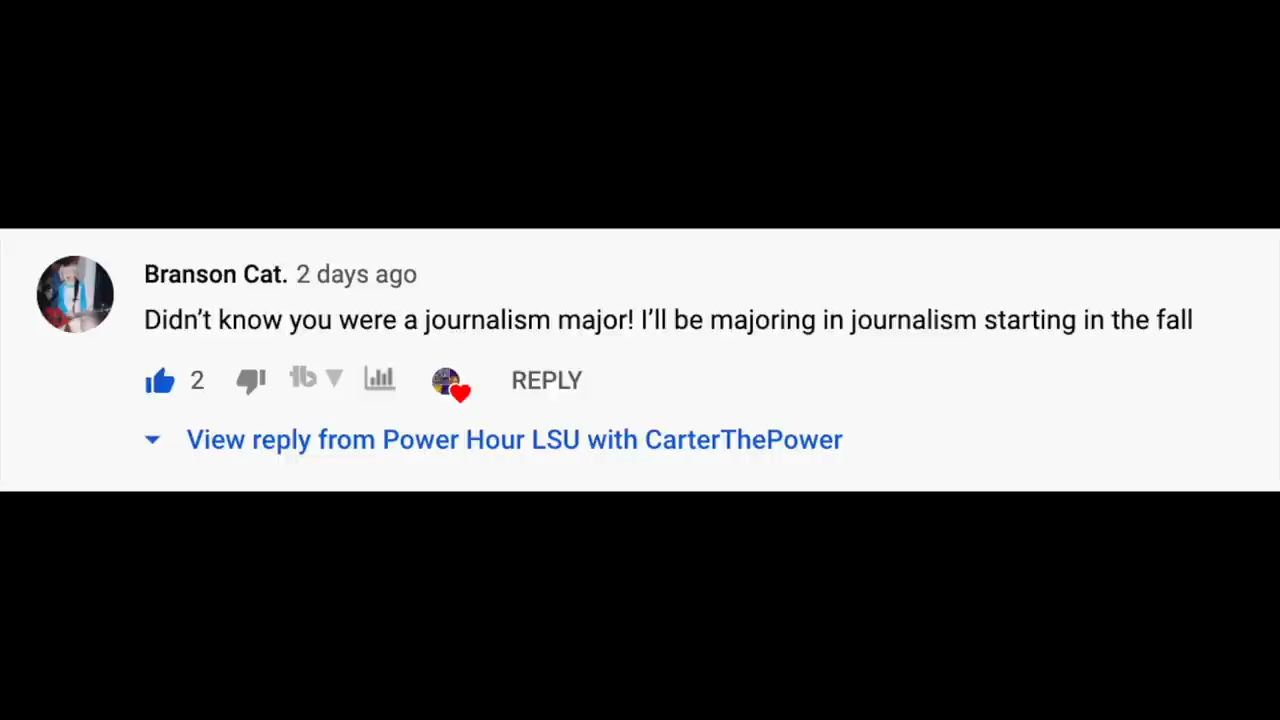 Branson Cat. 2 days ago
Didn't know you were a journalism major! I'll be majoring in journalism starting in the fall
2 tb REPLY
View reply from Power Hour LSU with CarterThePower